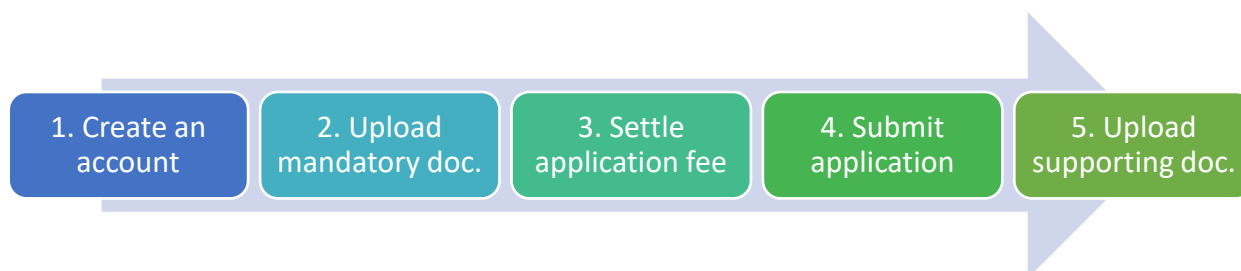 1. Create an
account
2. Upload
mandatory doc.
3. Settle
application fee
4. Submit
application
5. Upload
supporting doc.